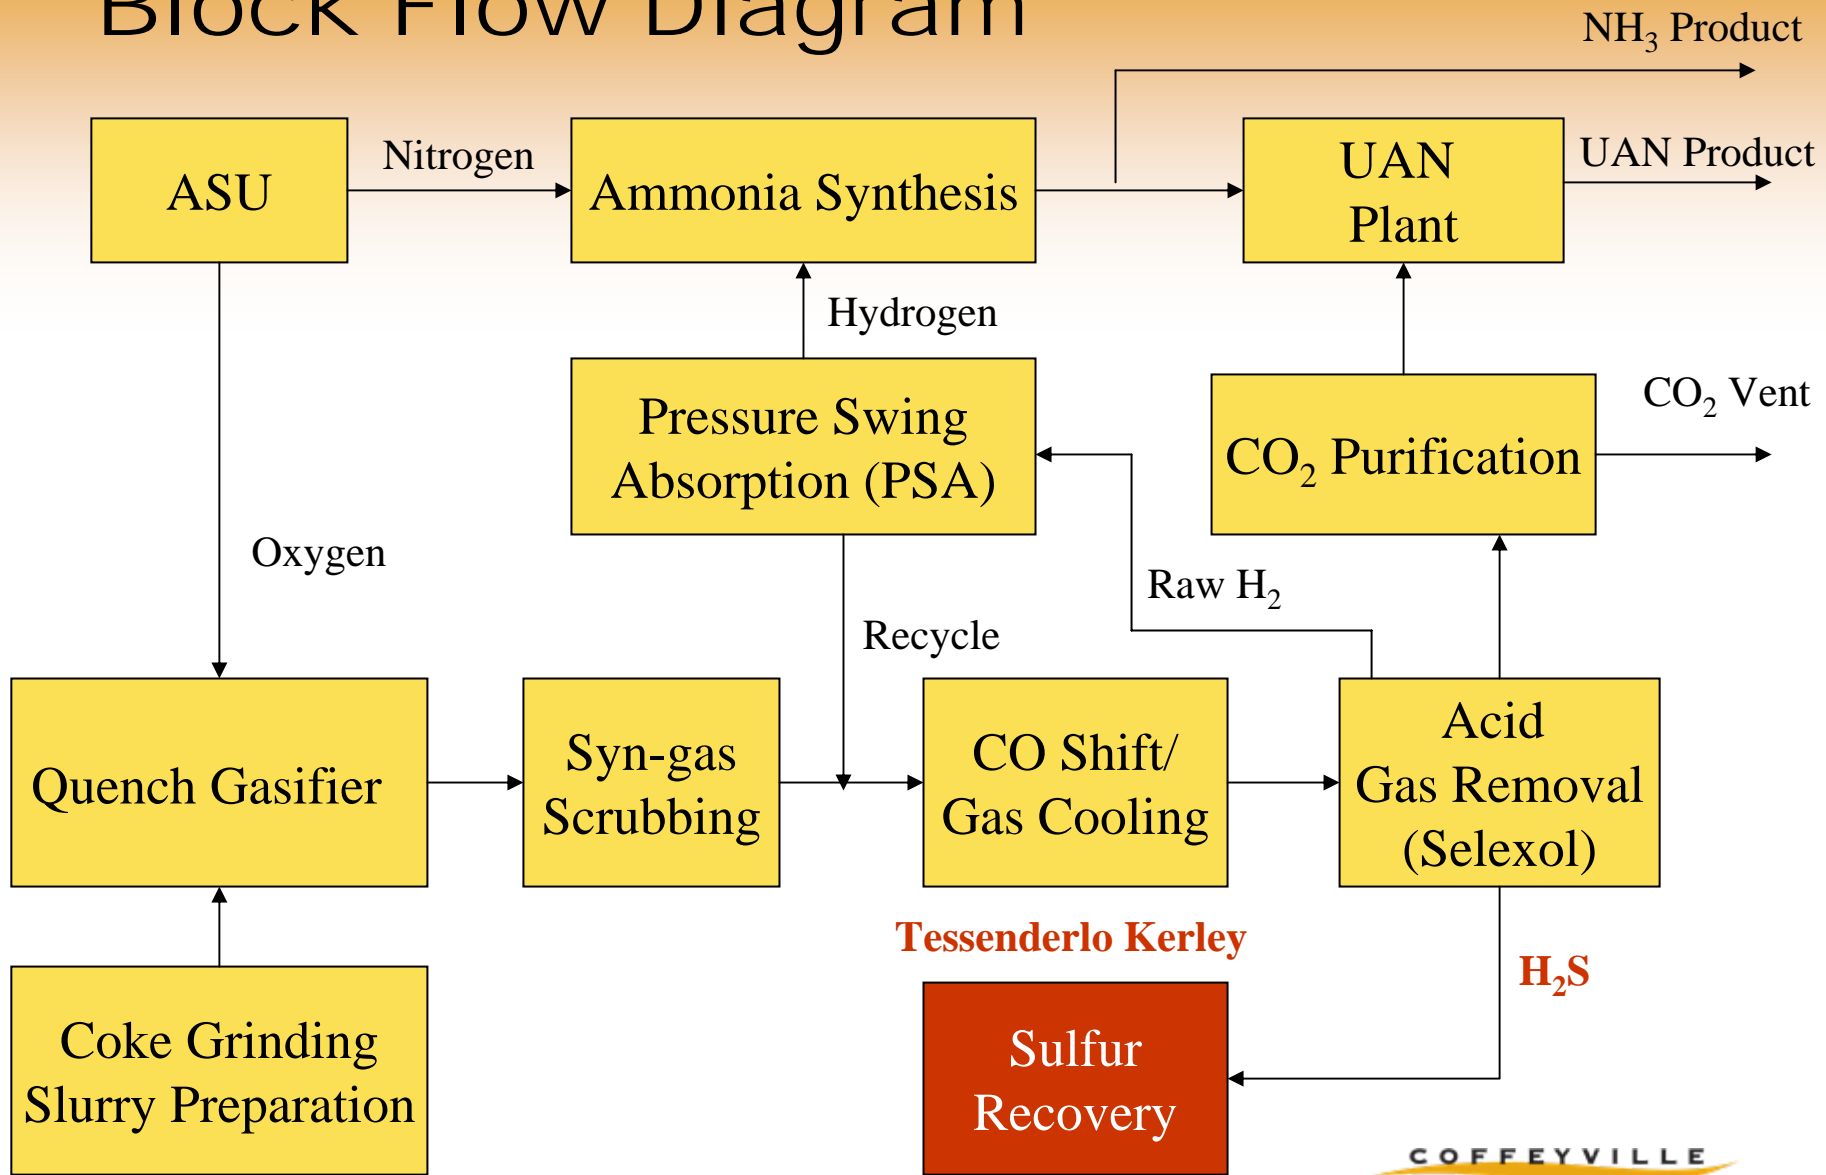 Block Flow Diagram
NH₃ Product
ASU
Nitrogen
Ammonia Synthesis
UAN
Plant
UAN Product
Hydrogen
Pressure Swing
Absorption (PSA)
CO₂ Purification
CO₂ Vent
Oxygen
Raw H₂
Recycle
Quench Gasifier
Syn-gas
Scrubbing
CO Shift/
Gas Cooling
Acid
Gas Removal
(Selexol)
Tessenderlo Kerley
H₂S
Coke Grinding
Slurry Preparation
Sulfur
Recovery
COFFEYVILLE